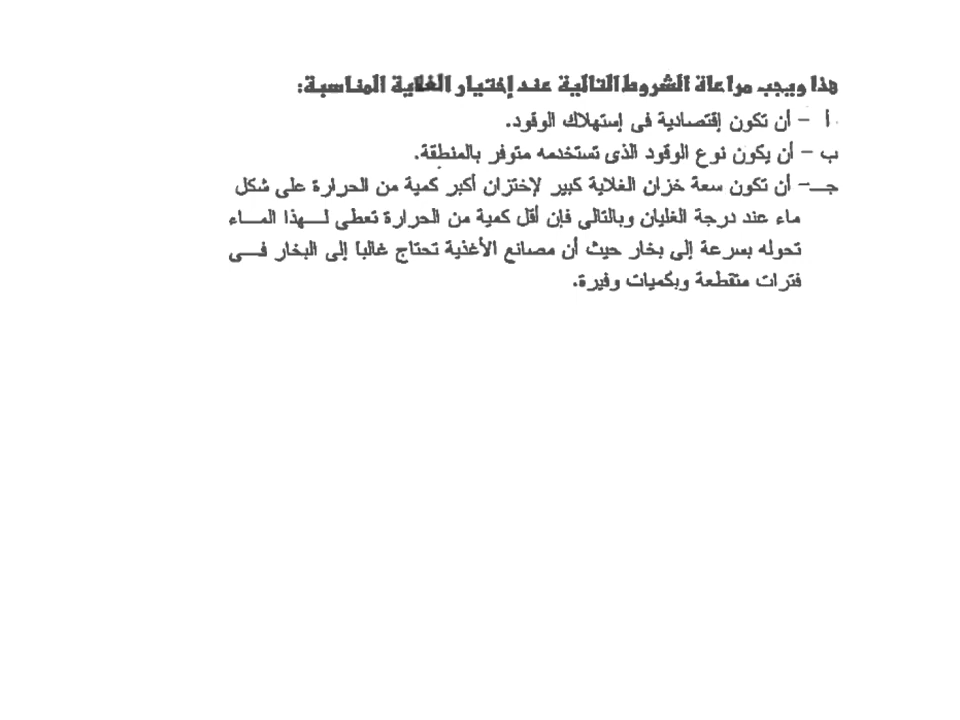 هذا ويجب مراعاة الشروط التالية عند إختيار الغلاية المناسبة:
أ – أن تكون إقتصادية فى إستهلاك الوقود.
ب – أن يكون نوع الوقود الذى تستخدمه متوفر بالمنطقة.
جـ – أن تكون سعة خزان الغلاية كبير لإختزان أكبر كمية من الحرارة على شكل
ماء عند درجة الغليان وبالتالى فإن أقل كمية من الحرارة تعطى لـهذا المـاء
تحوله بسرعة إلى بخار حيث أن مصانع الأغذية تحتاج غالبا إلى البخار فـى
فترات متقطعة وبكميات وفيرة.